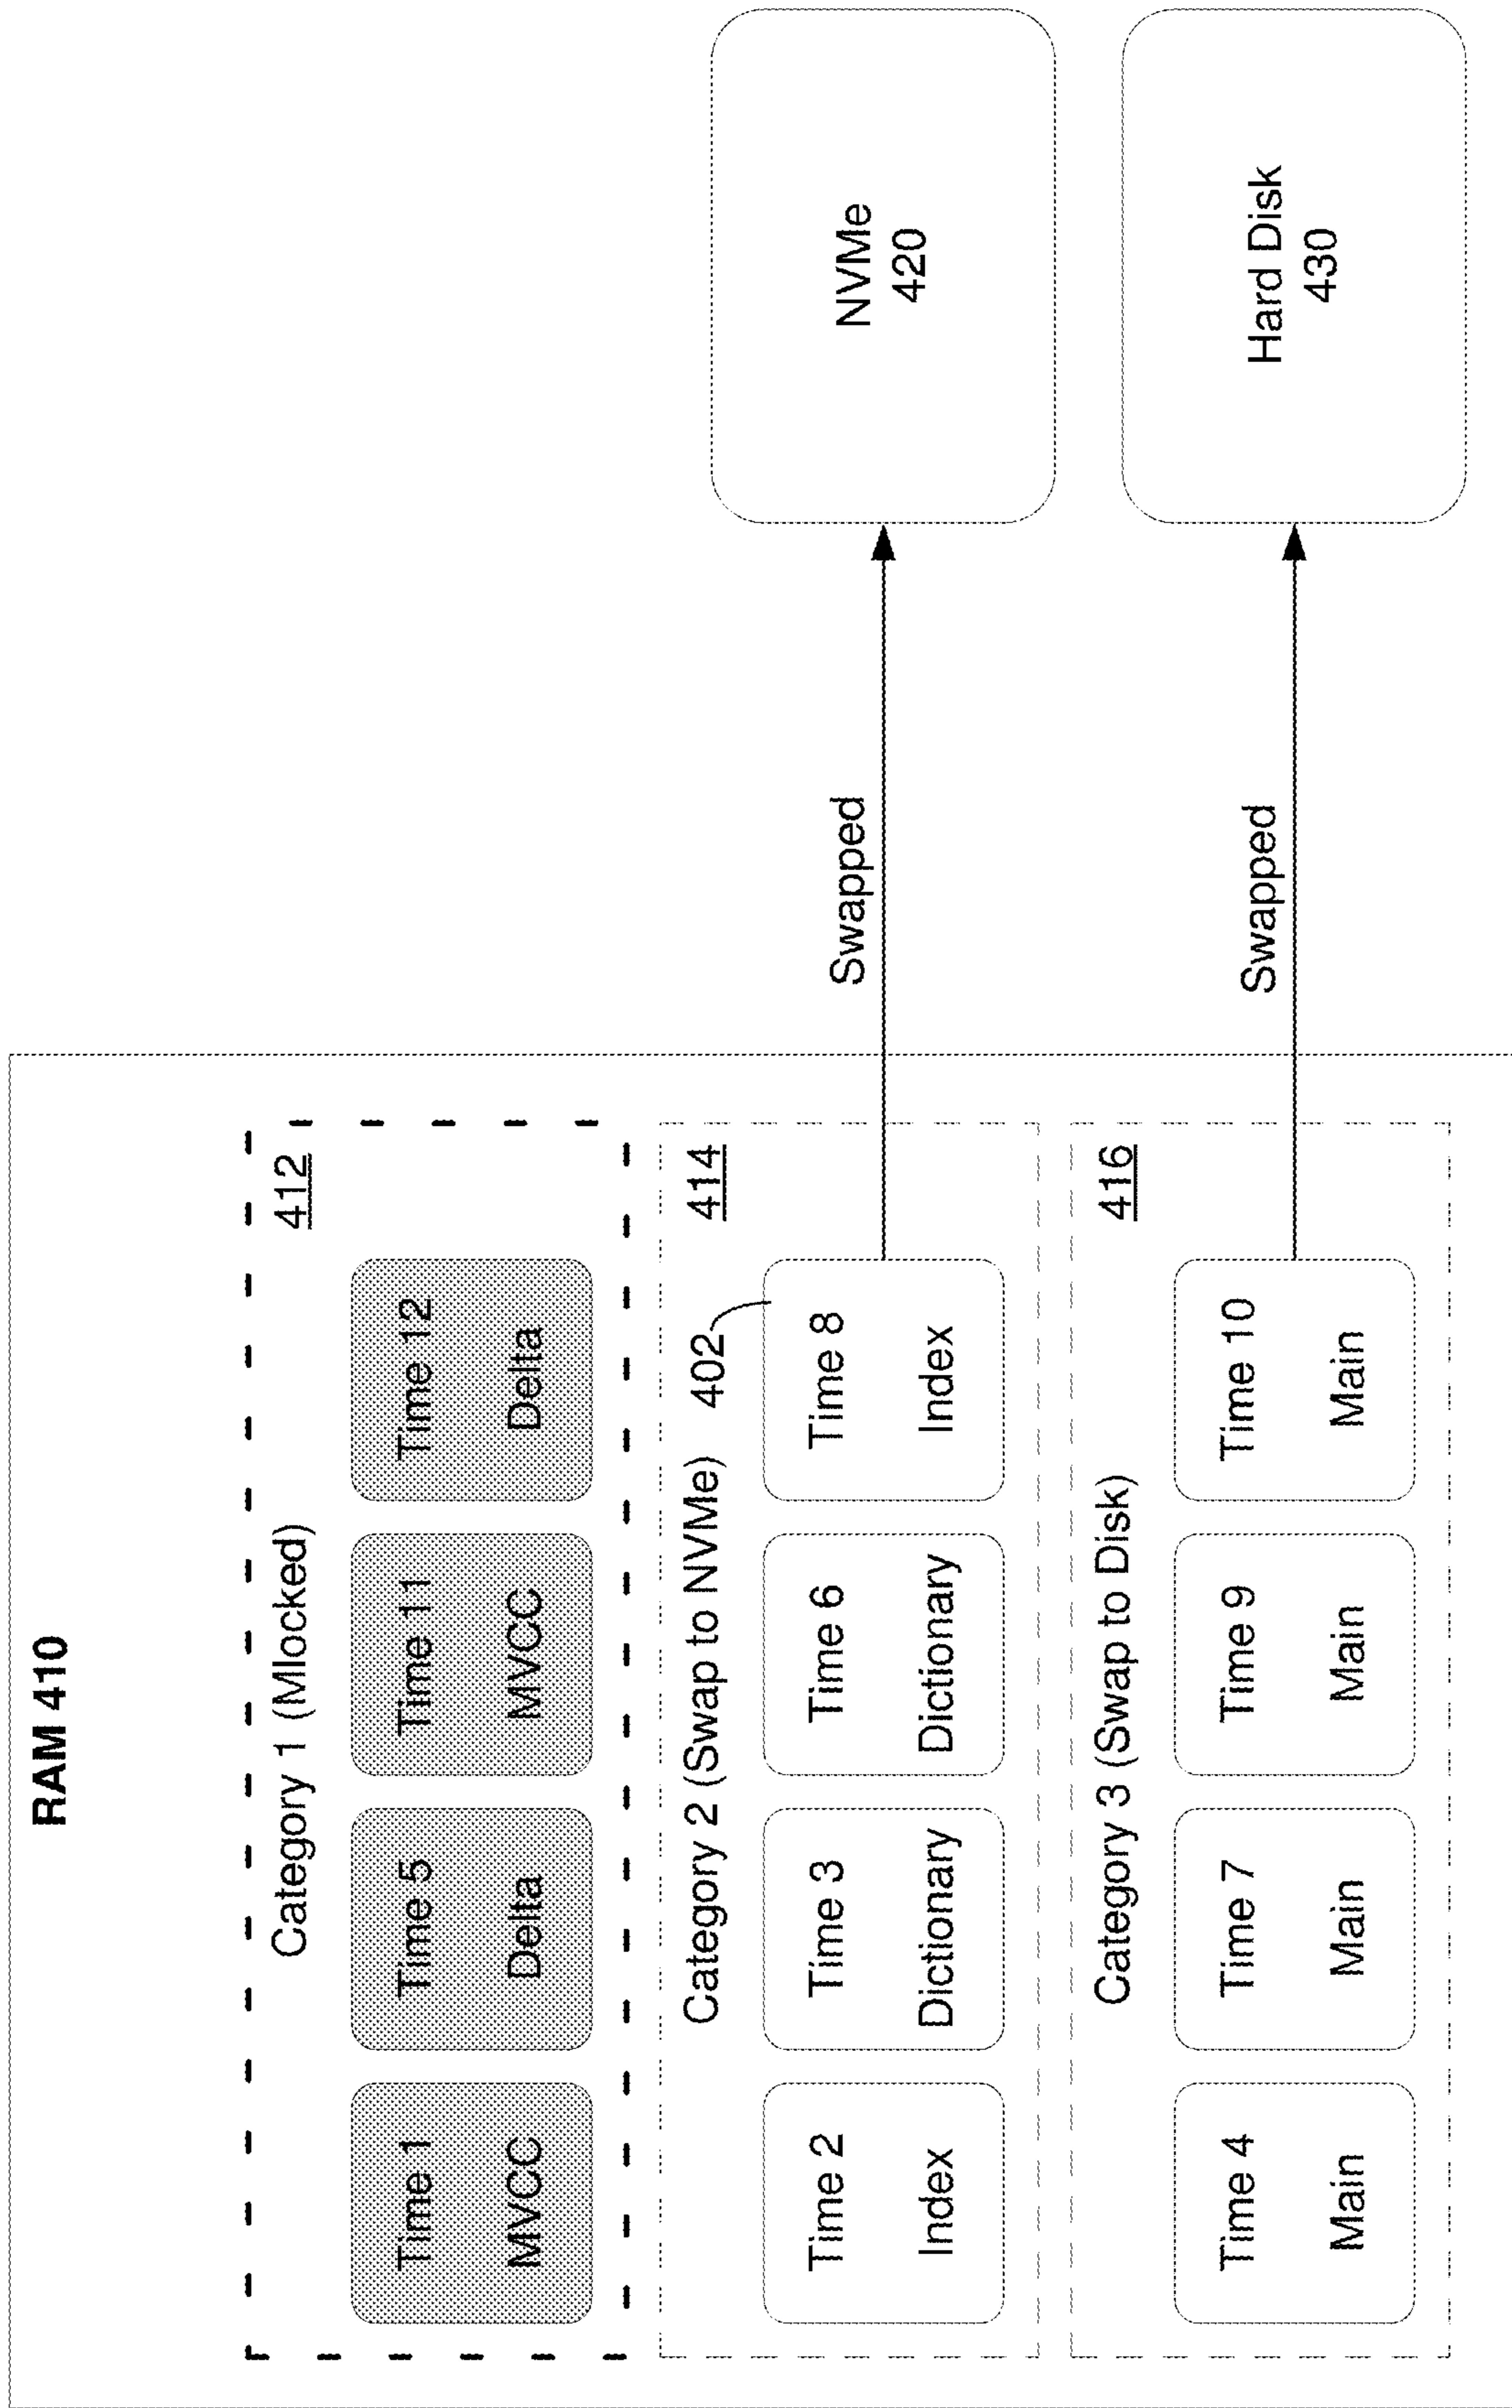 RAM 410
Category 1 (Mlocked)
412
Time 1
MVCC
Time 5
Delta
Time 11
MVCC
Time 12
Delta
Category 2 (Swap to NVMe)
402
414
Time 2
Index
Time 3
Dictionary
Time 6
Dictionary
Time 8
Index
Swapped
NVMe
420
Category 3 (Swap to Disk)
416
Time 4
Main
Time 7
Main
Time 9
Main
Time 10
Main
Swapped
Hard Disk
430